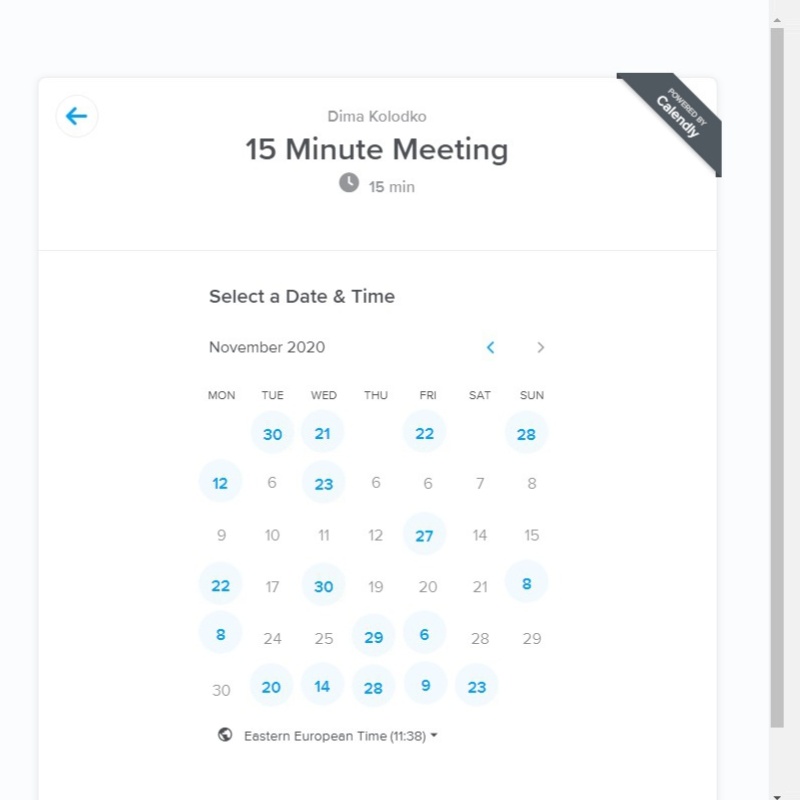 POWERED BY
Calendly
Dima Kolodko
15 Minute Meeting
15 min
Select a Date & Time
November 2020
MON TUE WED THU FRI SAT SUN
30 21 22 28
12 6 23 6 6 7 8
9 10 11 12 27 14 15
22 17 30 19 20 21 8
8 24 25 29 6 28 29
30 20 14 28 9 23
Eastern European Time (11:38)